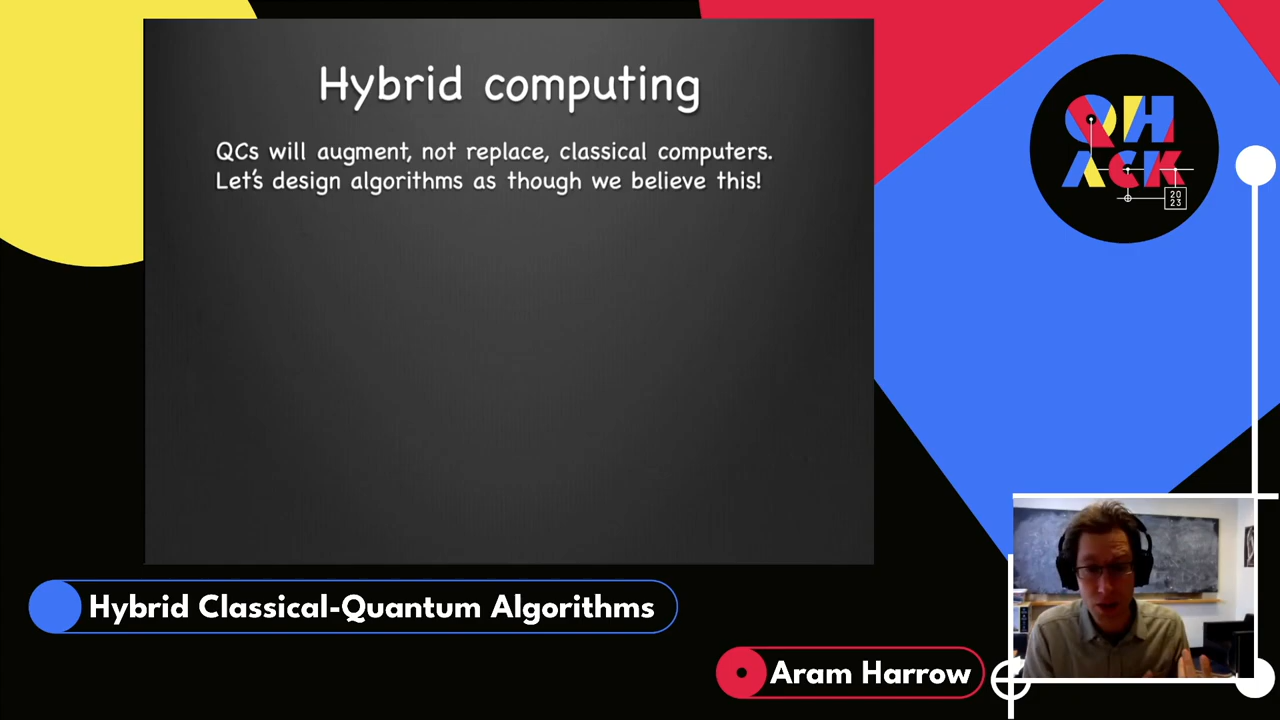 Hybrid computing
QCs will augment, not replace, classical computers.
Let's design algorithms as though we believe this!
QH
ACK
20
23
Hybrid Classical-Quantum Algorithms
Aram Harrow